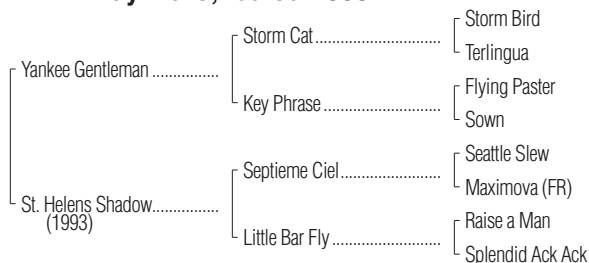 Storm Bird
Storm Cat
Terlingua
Yankee Gentleman
Flying Paster
Key Phrase
Sown
Seattle Slew
Septieme Ciel
Maximova (FR)
St. Helens Shadow
(1993)
Raise a Man
Little Bar Fly
Splendid Ack Ack